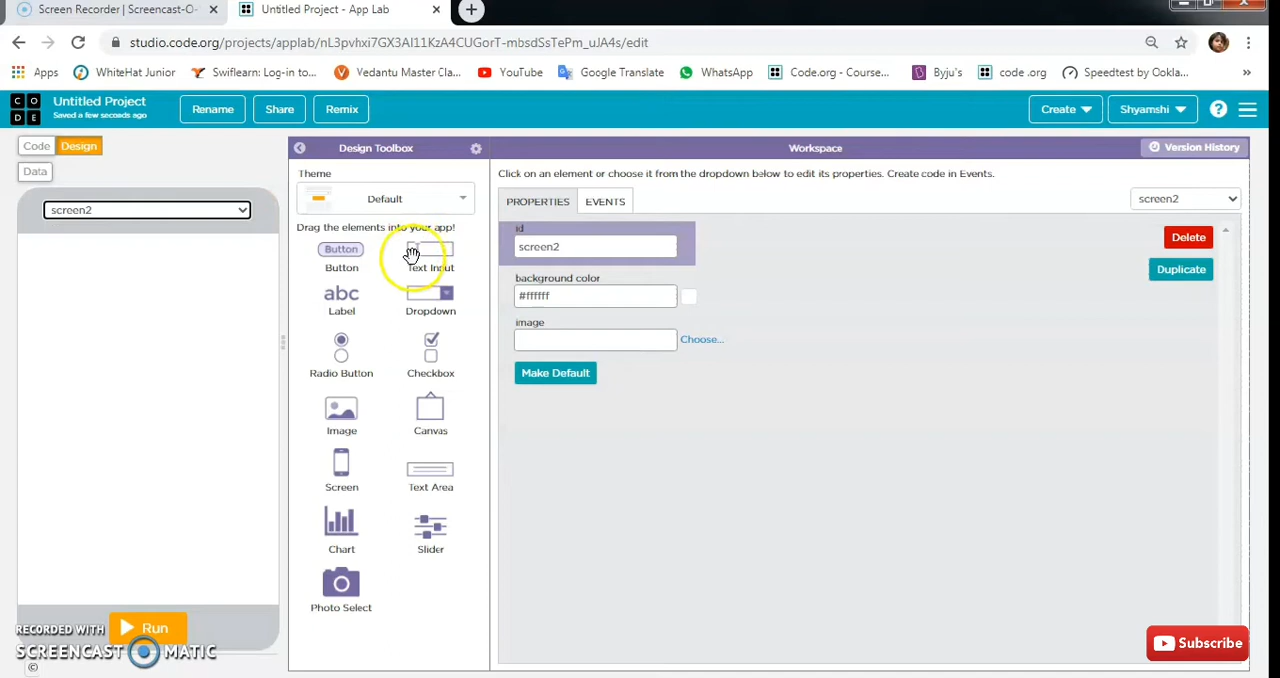 Screen Recorder | Screencast-O-
Untitled Project - App Lab
studio.code.org/projects/applab/nL3pvhxi7GX3AI11KzA4CUGorT-mbsdSsTePm_uJA4s/edit
Apps
WhiteHat Junior
Swiflearn: Log-in to...
Vedantu Master Cla...
YouTube
Google Translate
WhatsApp
Code.org - Course...
Byju's
code .org
Speedtest by Ookla...
»
CODE
Untitled Project
Saved a few seconds ago
Rename
Share
Remix
Create
Shyamshi
?
Code
Design
Data
screen2
Design Toolbox
Theme
Default
Drag the elements into your app!
Button
Button
Text Input
abc
Label
Dropdown
Radio Button
Checkbox
Image
Canvas
Screen
Text Area
Chart
Slider
Photo Select
Workspace
Version History
Click on an element or choose it from the dropdown below to edit its properties. Create code in Events.
PROPERTIES
EVENTS
screen2
id
screen2
Delete
background color
Duplicate
#ffffff
image
Choose...
Make Default
Run
RECORDED WITH
SCREENCAST MATIC
©
Subscribe